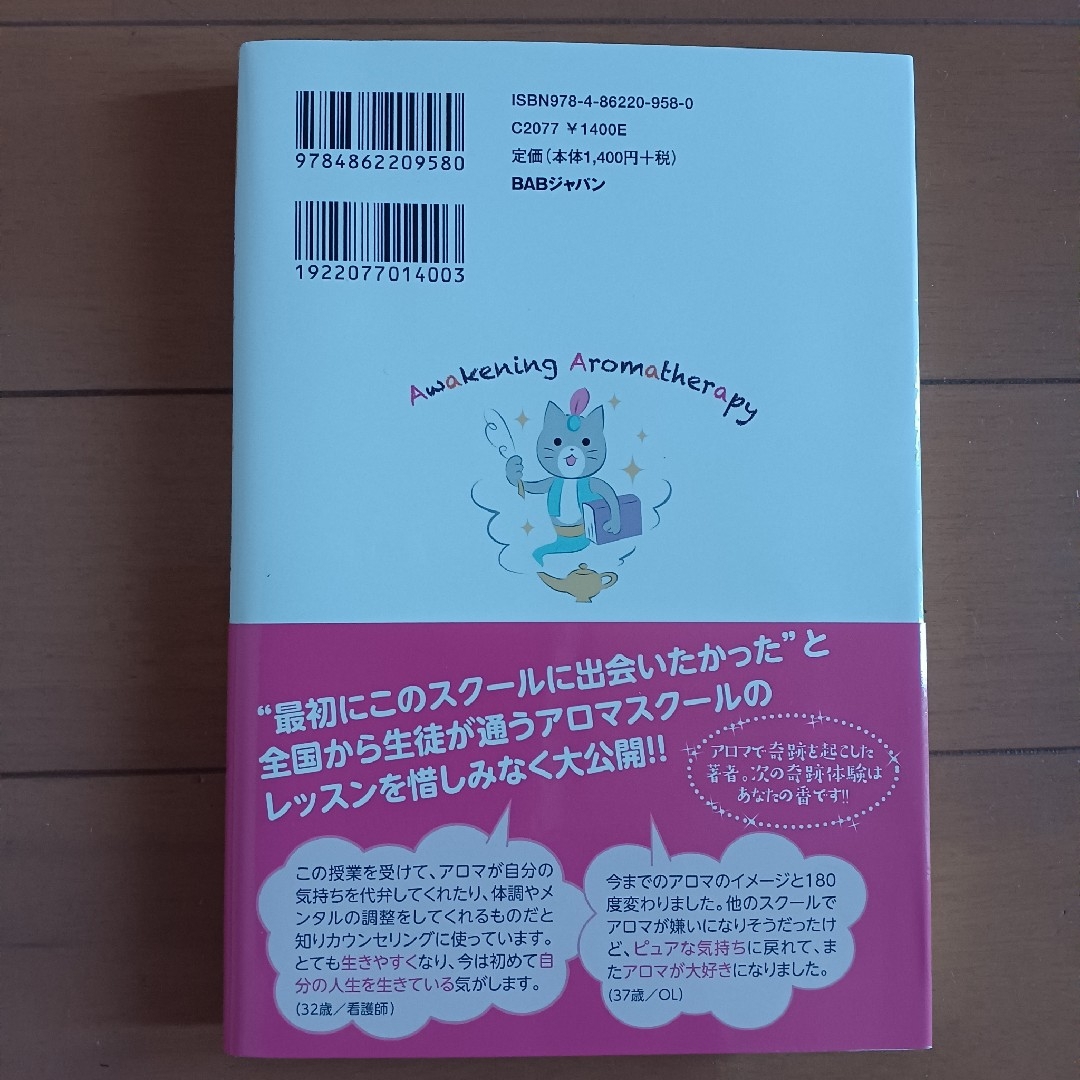 ISBN978-4-86220-958-0
C2077 ¥1400E
定価(本体1,400円+税)
BABジャパン
9784862209580
1922077014003
Awakening Aromatherapy
“最初にこのスクールに出会いたかった”と
全国から生徒が通うアロマスクールの
レッスンを惜しみなく大公開!!
アロマで奇跡を起こした
著者。次の奇跡体験は
あなたの番です!!
この授業を受けて、アロマが自分の
気持ちを代弁してくれたり、体調やメ
ンタルの調整をしてくれるものだと
知りカウンセリングに使っています。
とても生きやすくなり、今は初めて自
分の人生を生きている気がします。
(32歳/看護師)
今までのアロマのイメージと180
度変わりました。他のスクールで
アロマが嫌いになりそうだったけ
ど、ピュアな気持ちに戻れて、ま
たアロマが大好きになりました。
(37歳/OL)